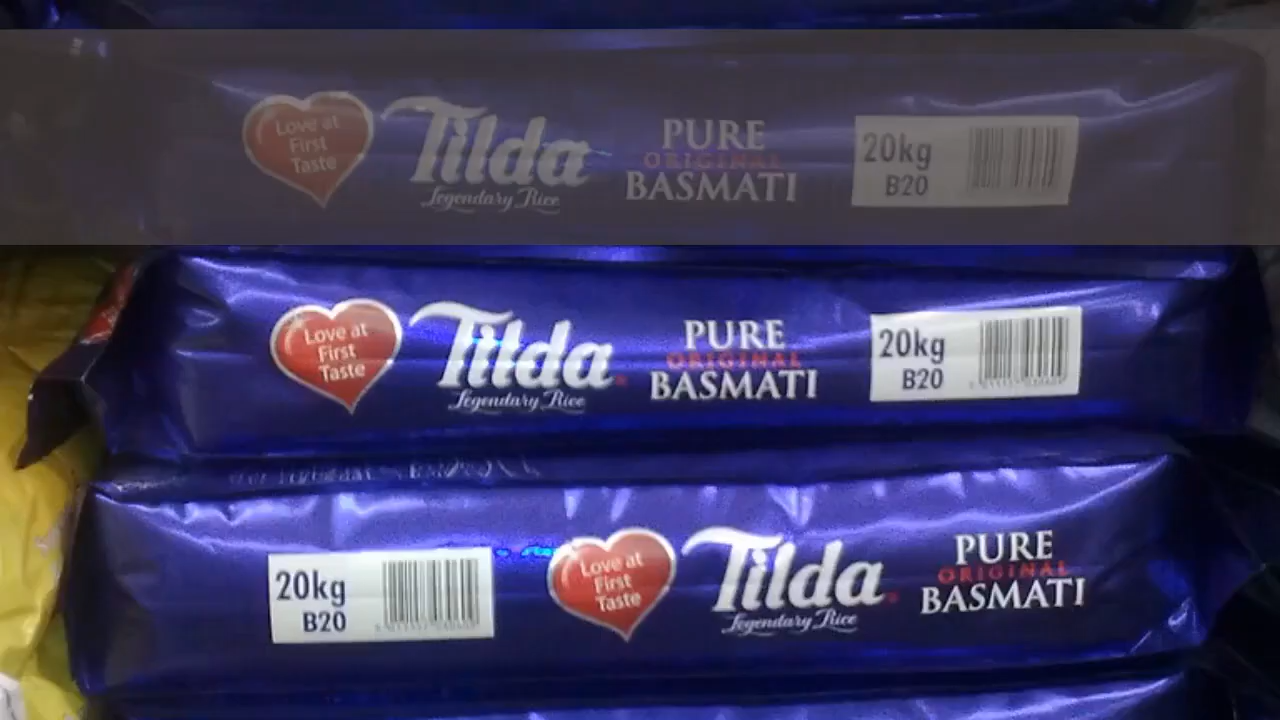 Love at
First
Taste
Tilda
Legendary Rice
PURE
ORIGINAL
BASMATI
20kg
B20
Love at
First
Taste
Tilda
Legendary Rice
PURE
ORIGINAL
BASMATI
20kg
B20
20kg
B20
Love at
First
Taste
Tilda
Legendary Rice
PURE
ORIGINAL
BASMATI